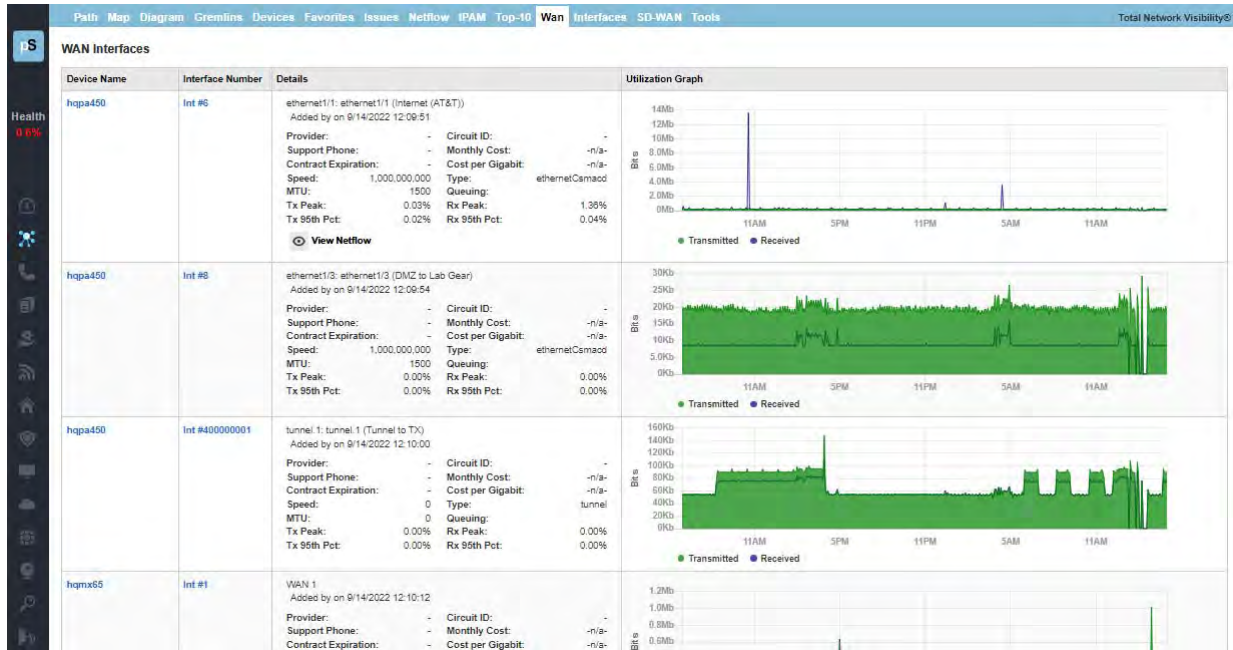 Path Map Diagram Gremlins Devices Favorites Issues Netflow IPAM Top-10 Wan Interfaces SD-WAN Tools Total Network Visibility®
pS
WAN Interfaces
Device Name Interface Number Details Utilization Graph
Health
0.6%
hqpa450 Int #6 ethernet1/1: ethernet1/1 (Internet (AT&T))
Added by on 9/14/2022 12:09:51
Provider: - Circuit ID: -
Support Phone: - Monthly Cost: -n/a-
Contract Expiration: - Cost per Gigabit: -n/a-
Speed: 1,000,000,000 Type: ethernetCsmacd
MTU: 1500 Queuing:
Tx Peak: 0.03% Rx Peak: 1.36%
Tx 95th Pct: 0.02% Rx 95th Pct: 0.04%
View Netflow
14Mb
12Mb
10Mb
8.0Mb
6.0Mb
4.0Mb
2.0Mb
0Mb
Bits
11AM 5PM 11PM 5AM 11AM
Transmitted Received
hqpa450 Int #8 ethernet1/3: ethernet1/3 (DMZ to Lab Gear)
Added by on 9/14/2022 12:09:54
Provider: - Circuit ID: -
Support Phone: - Monthly Cost: -n/a-
Contract Expiration: - Cost per Gigabit: -n/a-
Speed: 1,000,000,000 Type: ethernetCsmacd
MTU: 1500 Queuing:
Tx Peak: 0.00% Rx Peak: 0.00%
Tx 95th Pct: 0.00% Rx 95th Pct: 0.00%
30Kb
25Kb
20Kb
15Kb
10Kb
5.0Kb
0Kb
Bits
11AM 5PM 11PM 5AM 11AM
Transmitted Received
hqpa450 Int #400000001 tunnel.1: tunnel.1 (Tunnel to TX)
Added by on 9/14/2022 12:10:00
Provider: - Circuit ID: -
Support Phone: - Monthly Cost: -n/a-
Contract Expiration: - Cost per Gigabit: -n/a-
Speed: 0 Type: tunnel
MTU: 0 Queuing:
Tx Peak: 0.00% Rx Peak: 0.00%
Tx 95th Pct: 0.00% Rx 95th Pct: 0.00%
160Kb
140Kb
120Kb
100Kb
80Kb
60Kb
40Kb
20Kb
0Kb
Bits
11AM 5PM 11PM 5AM 11AM
Transmitted Received
hqmx65 Int #1 WAN 1
Added by on 9/14/2022 12:10:12
Provider: - Circuit ID: -
Support Phone: - Monthly Cost: -n/a-
Contract Expiration: - Cost per Gigabit: -n/a-
1.2Mb
1.0Mb
0.8Mb
0.6Mb
Bits